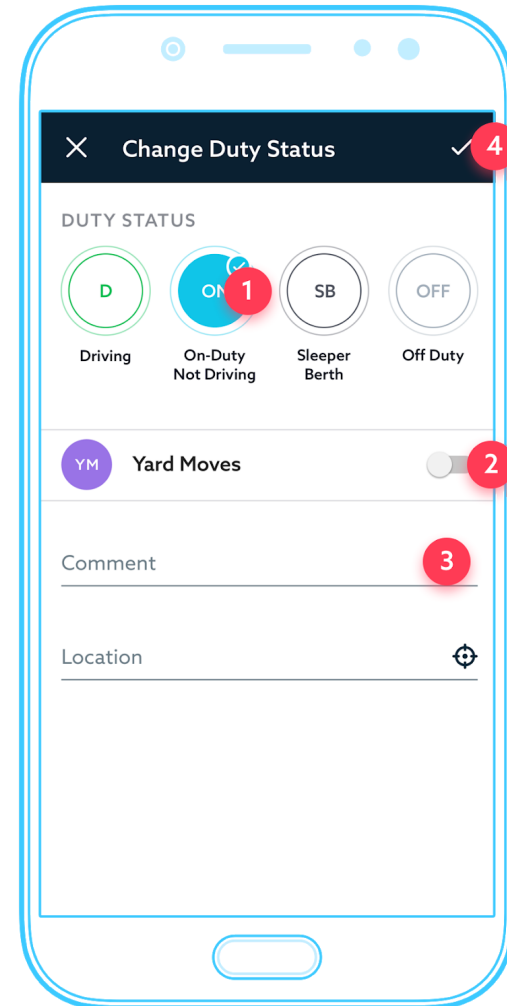 Change Duty Status
4
DUTY STATUS
D
ON
1
SB
OFF
Driving
On-Duty
Not Driving
Sleeper
Berth
Off Duty
YM
Yard Moves
2
Comment
3
Location